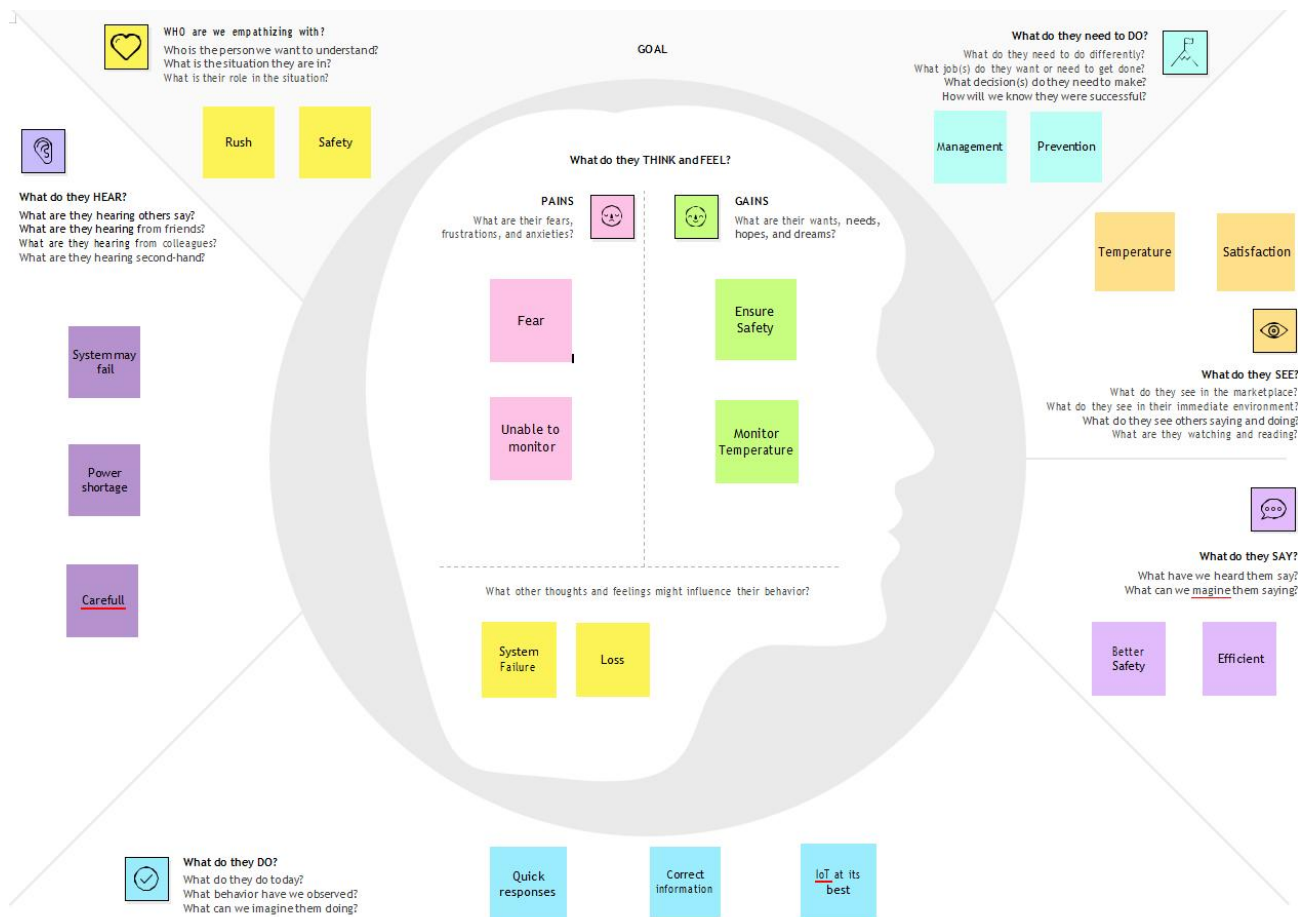 WHO are we empathizing with?
Who is the person we want to understand?
What is the situation they are in?
What is their role in the situation?
Rush
Safety
GOAL
What do they need to DO?
What do they need to do differently?
What job(s) do they want or need to get done?
What decision(s) do they need to make?
How will we know they were successful?
Management
Prevention
What do they HEAR?
What are they hearing others say?
What are they hearing from friends?
What are they hearing from colleagues?
What are they hearing second-hand?
System may
fail
Power
shortage
Carefull
What do they THINK and FEEL?
PAINS
What are their fears,
frustrations, and anxieties?
GAINS
What are their wants, needs,
hopes, and dreams?
Fear
Unable to
monitor
Ensure
Safety
Monitor
Temperature
What other thoughts and feelings might influence their behavior?
System
Failure
Loss
Temperature
Satisfaction
What do they SEE?
What do they see in the marketplace?
What do they see in their immediate environment?
What do they see others saying and doing?
What are they watching and reading?
What do they SAY?
What have we heard them say?
What can we magine them saying?
Better
Safety
Efficient
What do they DO?
What do they do today?
What behavior have we observed?
What can we imagine them doing?
Quick
responses
Correct
information
IoT at its
best